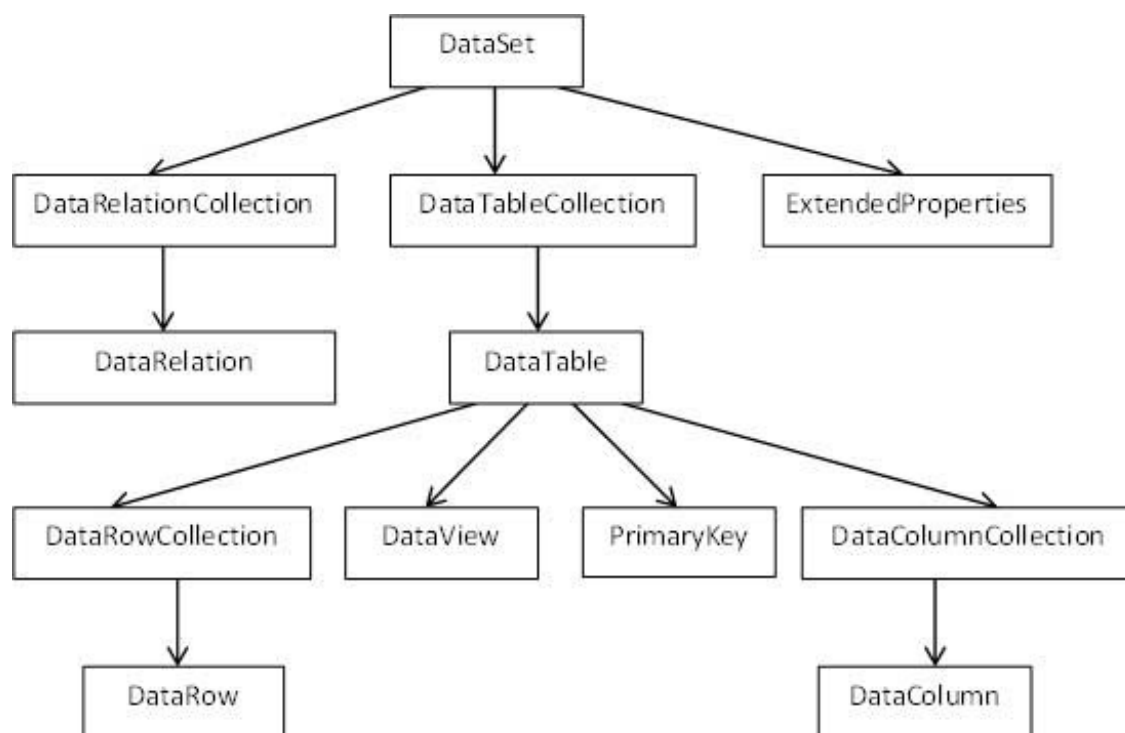 DataSet
DataRelationCollection
DataTableCollection
ExtendedProperties
DataRelation
DataTable
DataRowCollection
DataView
PrimaryKey
DataColumnCollection
DataRow
DataColumn